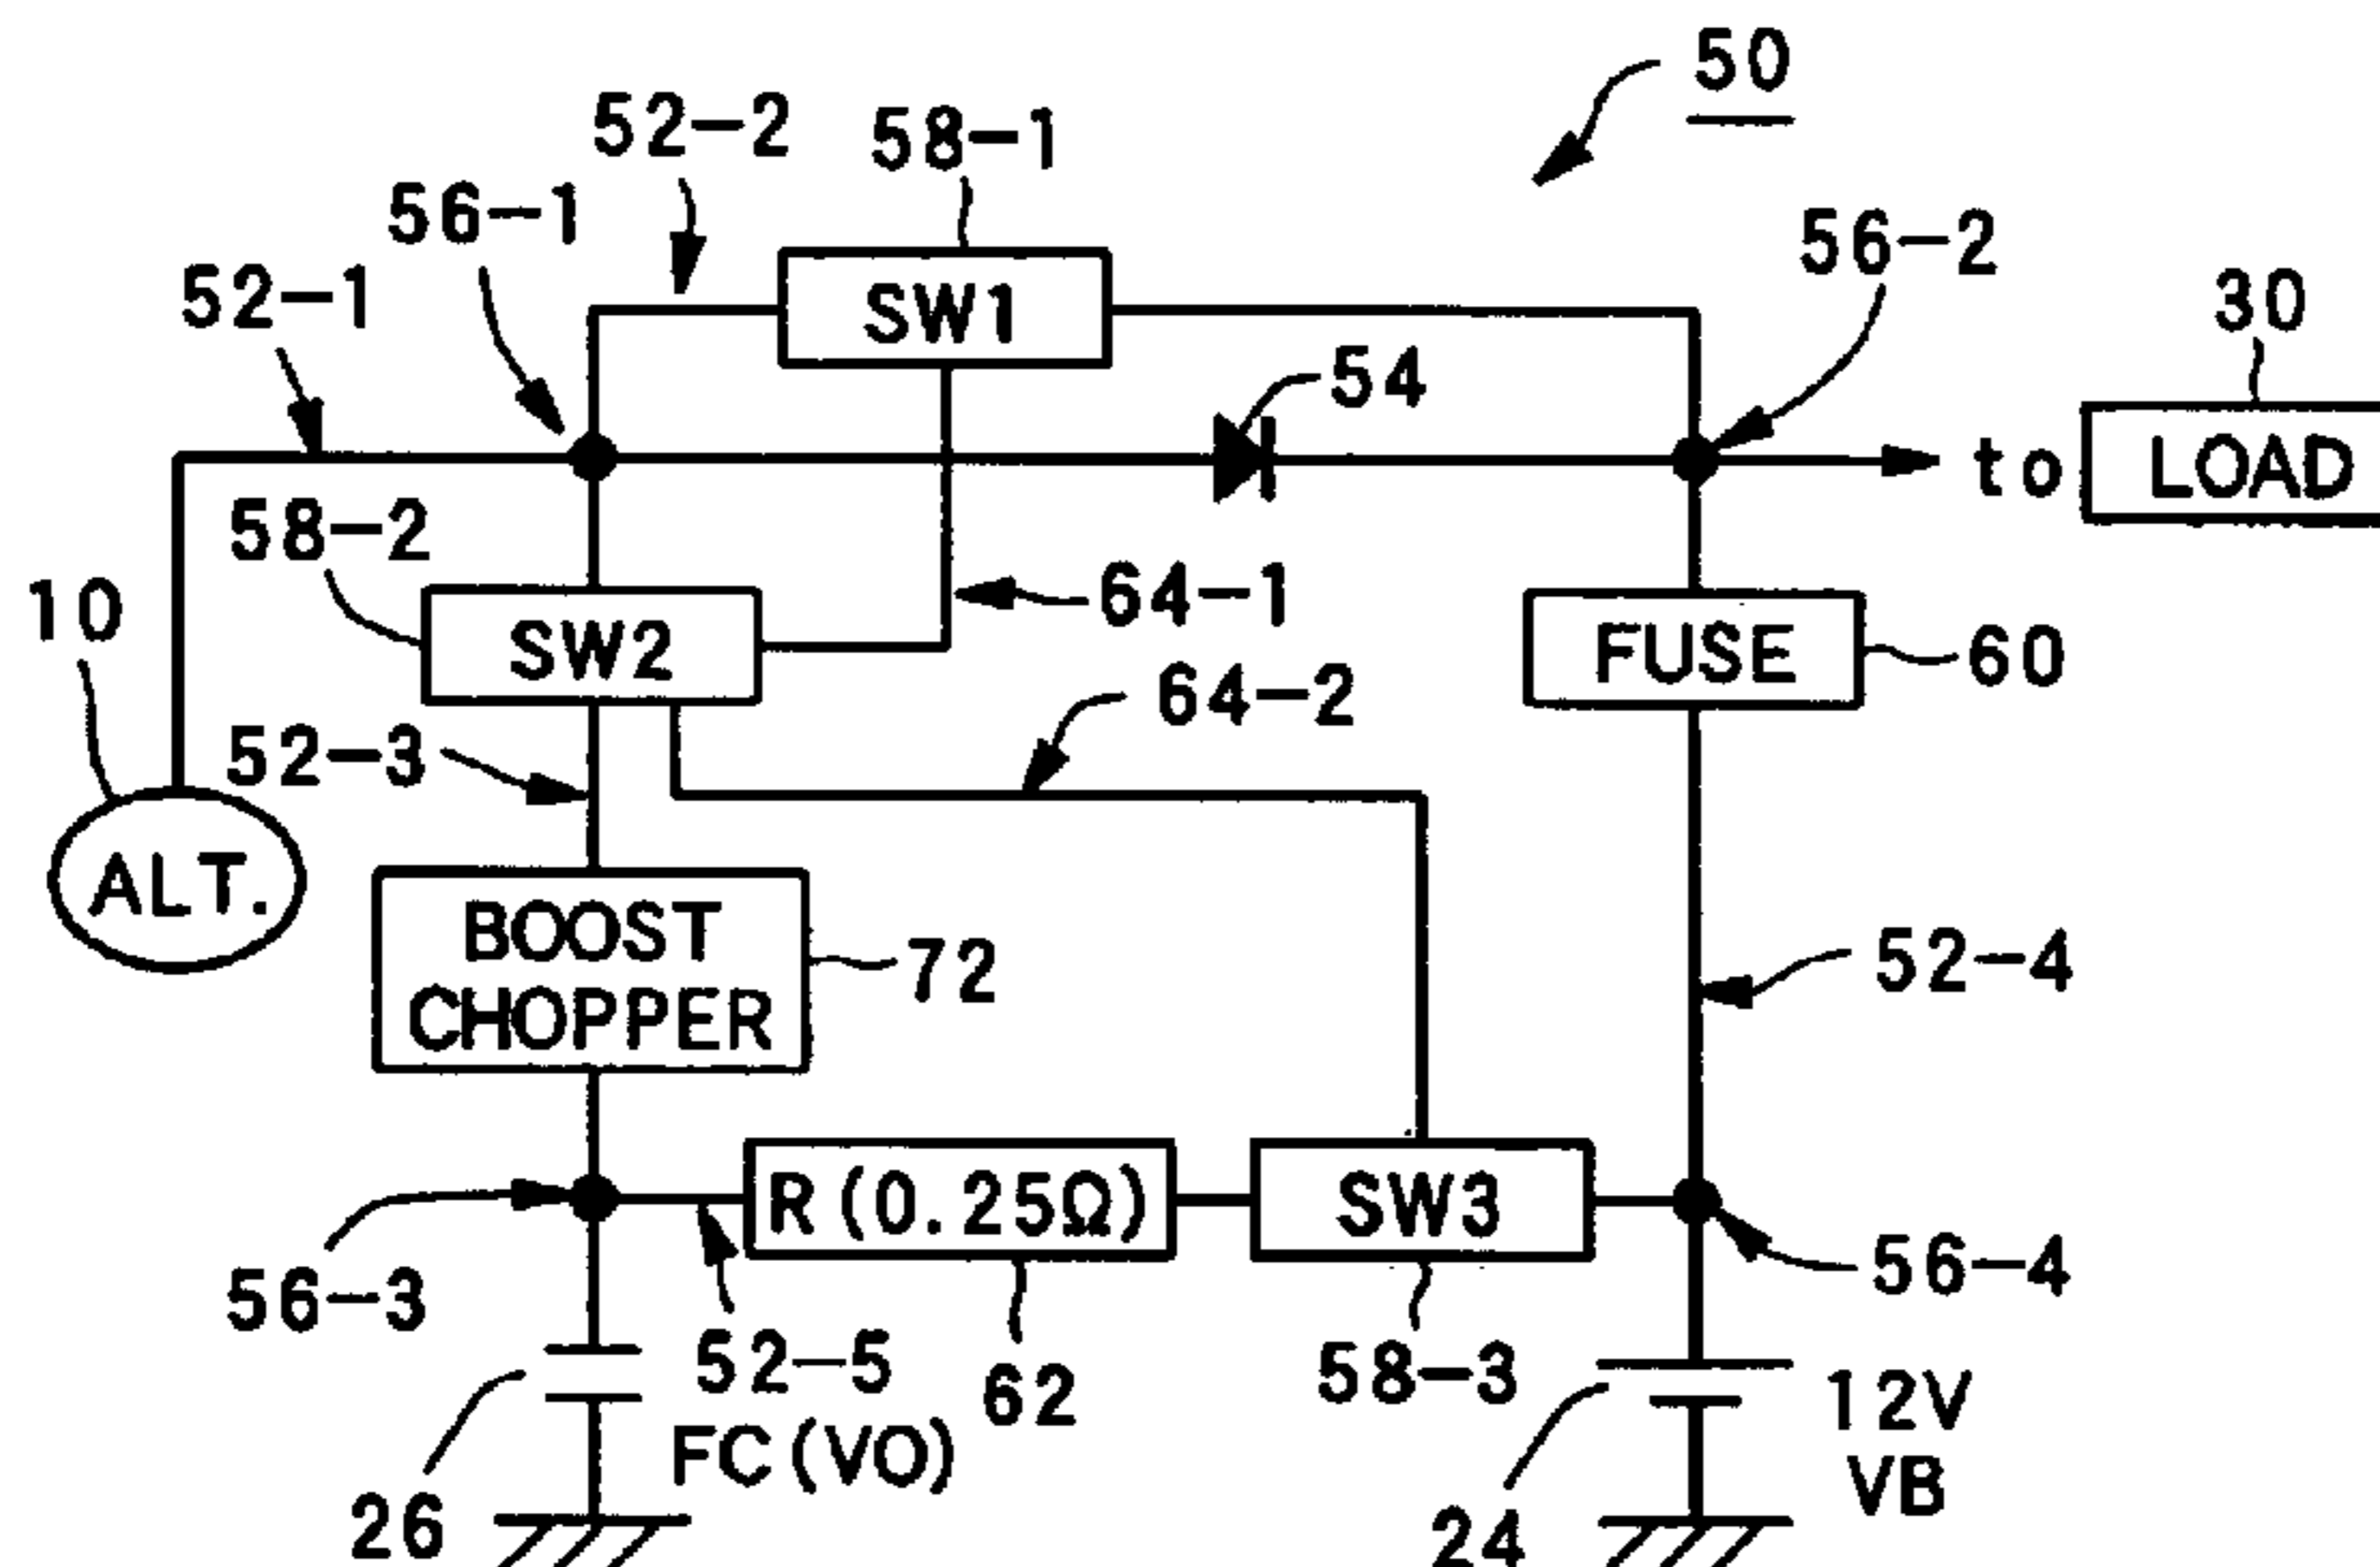 50
52-2
58-1
56-1
56-2
52-1
30
SW1
54
to
LOAD
58-2
10
64-1
SW2
FUSE
60
64-2
52-3
ALT.
BOOST
CHOPPER
72
52-4
R(0.25Ω)
SW3
56-4
56-3
52-5
62
58-3
12V
FC(VO)
VB
26
24